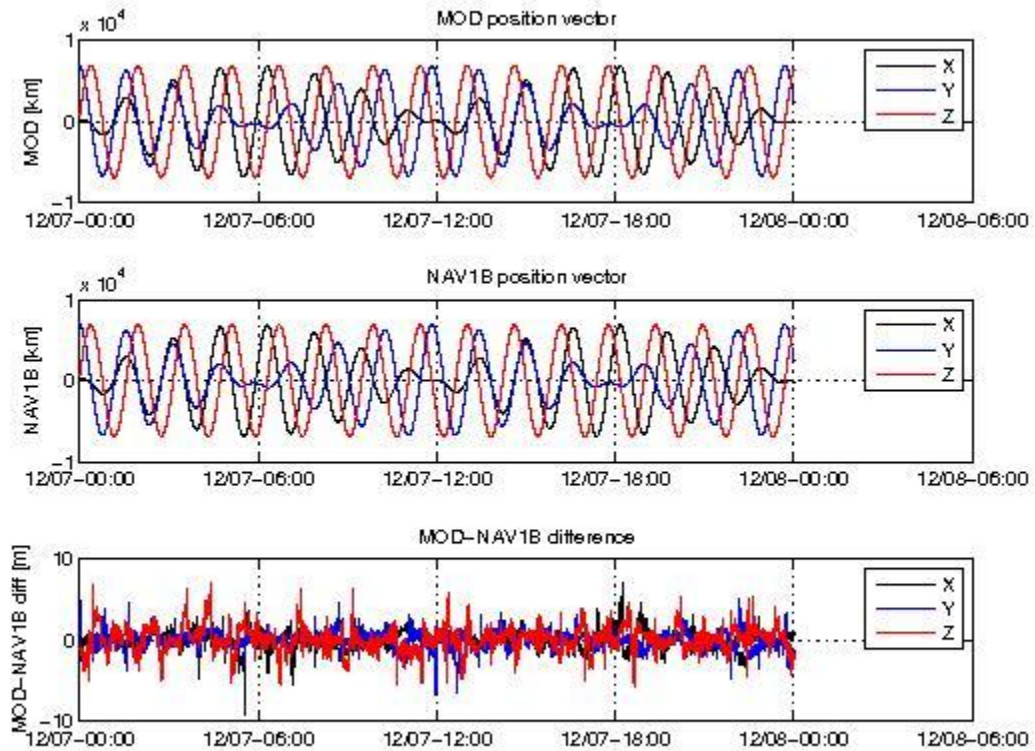 MOD position vector
x 10^4
1
0
−1
MOD [km]
X
Y
Z
12/07−00:00 12/07−06:00 12/07−12:00 12/07−18:00 12/08−00:00 12/08−06:00
NAV1B position vector
x 10^4
1
0
−1
NAV1B [km]
X
Y
Z
12/07−00:00 12/07−06:00 12/07−12:00 12/07−18:00 12/08−00:00 12/08−06:00
MOD−NAV1B difference
10
0
−10
MOD−NAV1B diff [m]
X
Y
Z
12/07−00:00 12/07−06:00 12/07−12:00 12/07−18:00 12/08−00:00 12/08−06:00